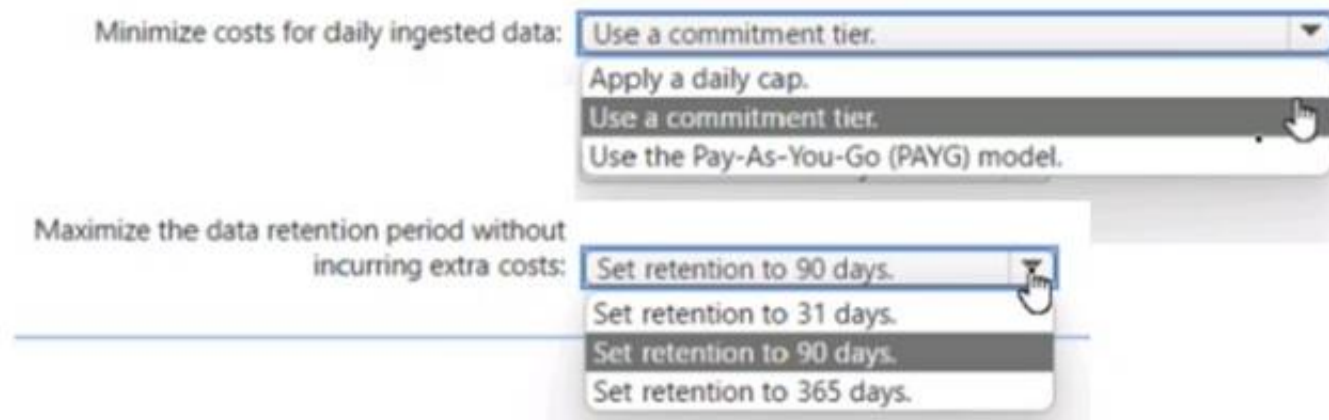 Minimize costs for daily ingested data: Use a commitment tier.
Apply a daily cap.
Use a commitment tier.
Use the Pay-As-You-Go (PAYG) model.
Maximize the data retention period without
incurring extra costs: Set retention to 90 days.
Set retention to 31 days.
Set retention to 90 days.
Set retention to 365 days.